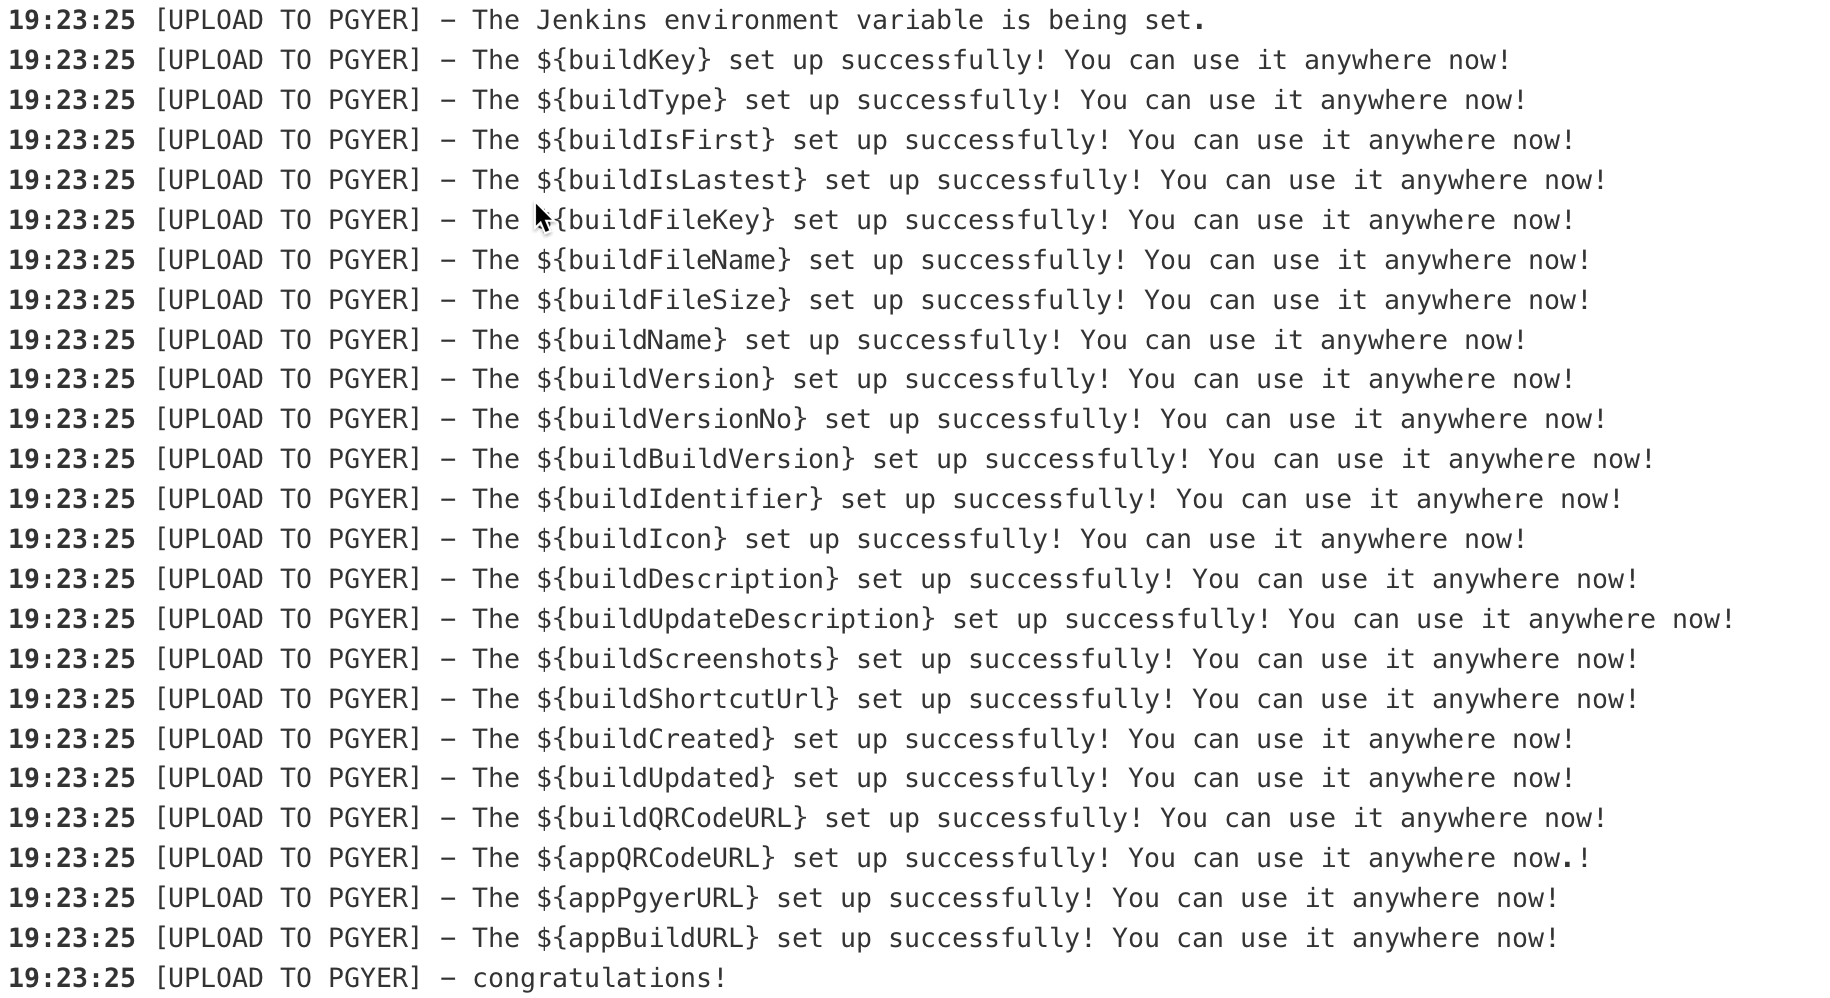 19:23:25 [UPLOAD TO PGYER] – The Jenkins environment variable is being set.
19:23:25 [UPLOAD TO PGYER] – The ${buildKey} set up successfully! You can use it anywhere now!
19:23:25 [UPLOAD TO PGYER] – The ${buildType} set up successfully! You can use it anywhere now!
19:23:25 [UPLOAD TO PGYER] – The ${buildIsFirst} set up successfully! You can use it anywhere now!
19:23:25 [UPLOAD TO PGYER] – The ${buildIsLastest} set up successfully! You can use it anywhere now!
19:23:25 [UPLOAD TO PGYER] – The ${buildFileKey} set up successfully! You can use it anywhere now!
19:23:25 [UPLOAD TO PGYER] – The ${buildFileName} set up successfully! You can use it anywhere now!
19:23:25 [UPLOAD TO PGYER] – The ${buildFileSize} set up successfully! You can use it anywhere now!
19:23:25 [UPLOAD TO PGYER] – The ${buildName} set up successfully! You can use it anywhere now!
19:23:25 [UPLOAD TO PGYER] – The ${buildVersion} set up successfully! You can use it anywhere now!
19:23:25 [UPLOAD TO PGYER] – The ${buildVersionNo} set up successfully! You can use it anywhere now!
19:23:25 [UPLOAD TO PGYER] – The ${buildBuildVersion} set up successfully! You can use it anywhere now!
19:23:25 [UPLOAD TO PGYER] – The ${buildIdentifier} set up successfully! You can use it anywhere now!
19:23:25 [UPLOAD TO PGYER] – The ${buildIcon} set up successfully! You can use it anywhere now!
19:23:25 [UPLOAD TO PGYER] – The ${buildDescription} set up successfully! You can use it anywhere now!
19:23:25 [UPLOAD TO PGYER] – The ${buildUpdateDescription} set up successfully! You can use it anywhere now!
19:23:25 [UPLOAD TO PGYER] – The ${buildScreenshots} set up successfully! You can use it anywhere now!
19:23:25 [UPLOAD TO PGYER] – The ${buildShortcutUrl} set up successfully! You can use it anywhere now!
19:23:25 [UPLOAD TO PGYER] – The ${buildCreated} set up successfully! You can use it anywhere now!
19:23:25 [UPLOAD TO PGYER] – The ${buildUpdated} set up successfully! You can use it anywhere now!
19:23:25 [UPLOAD TO PGYER] – The ${buildQRCodeURL} set up successfully! You can use it anywhere now!
19:23:25 [UPLOAD TO PGYER] – The ${appQRCodeURL} set up successfully! You can use it anywhere now.!
19:23:25 [UPLOAD TO PGYER] – The ${appPgyerURL} set up successfully! You can use it anywhere now!
19:23:25 [UPLOAD TO PGYER] – The ${appBuildURL} set up successfully! You can use it anywhere now!
19:23:25 [UPLOAD TO PGYER] – congratulations!